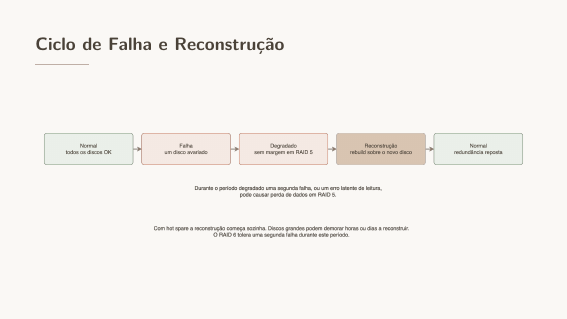 Ciclo de Falha e Reconstrução
Normal
todos os discos OK
Falha
um disco avariado
Degradado
sem margem em RAID 5
Reconstrução
rebuild sobre o novo disco
Normal
redundância reposta
Durante o período degradado uma segunda falha, ou um erro latente de leitura,
pode causar perda de dados em RAID 5.
Com hot spare a reconstrução começa sozinha. Discos grandes podem demorar horas ou dias a reconstruir.
O RAID 6 tolera uma segunda falha durante este período.